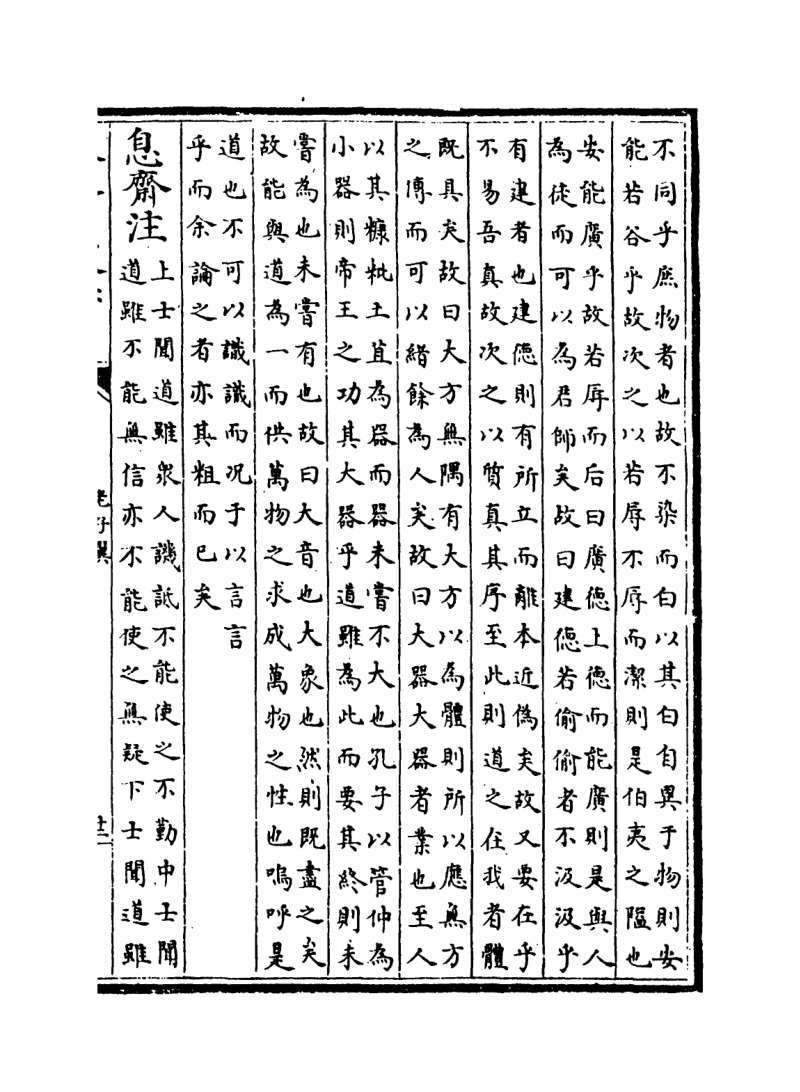 不同乎庶物者也故不染而白以其白自異于物則安
能若谷乎故次之以若辱不辱而潔則是伯夷之隘也
安能廣乎故若辱而后曰廣德上德而能廣則是與人
為徒而可以為君師矣故曰建德若偷偷者不汲汲乎
有建者也建德則有所立而離本近偽矣故又要在乎
不易吾真故次之以質真其序至此則道之在我者體
既具矣故曰大方無隅有大方以為體則所以應無方
之博而可以緒餘為人矣故曰大器大器者業也至人
以其糠粃土苴為器而器未嘗不大也孔子以管仲為
小器則帝王之功其大器乎道雖為此而要其終則未
嘗為也未嘗有也故曰大音也大象也然則既盡之矣
故能與道為一而供萬物之求成萬物之性也嗚呼是
道也不可以識識而况于以言言
乎而余論之者亦其粗而已矣
息齋注
上士聞道雖衆人譏詆不能使之不勤中士聞
道雖不能無信亦不能使之無疑下士聞道雖
老子翼